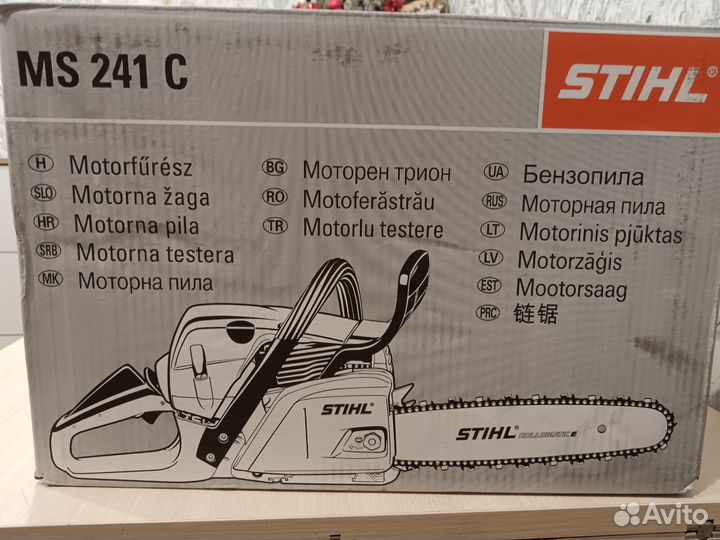 MS 241 C
STIHL®
H Motorfűrész
SLO Motorna žaga
HR Motorna pila
SRB Motorna testera
MK Моторна пила
BG Моторен трион
RO Motoferăstrău
TR Motorlu testere
UA Бензопила
RUS Моторная пила
LT Motorinis pjūktas
LV Motorzāģis
EST Mootorsaag
PRC 链锯
STIHL®
STIHL® ROLLOMATIC E
Avito